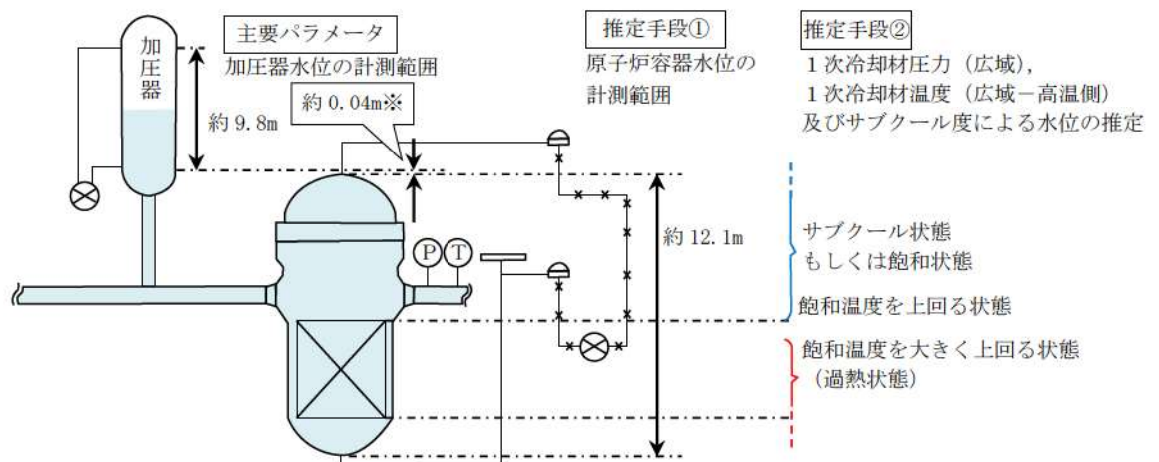 加圧器
約 9.8m
主要パラメータ
加圧器水位の計測範囲
約 0.04m※
推定手段①
原子炉容器水位の
計測範囲
推定手段②
１次冷却材圧力（広域），
１次冷却材温度（広域－高温側）
及びサブクール度による水位の推定
P
T
約 12.1m
サブクール状態
もしくは飽和状態
飽和温度を上回る状態
飽和温度を大きく上回る状態
（過熱状態）